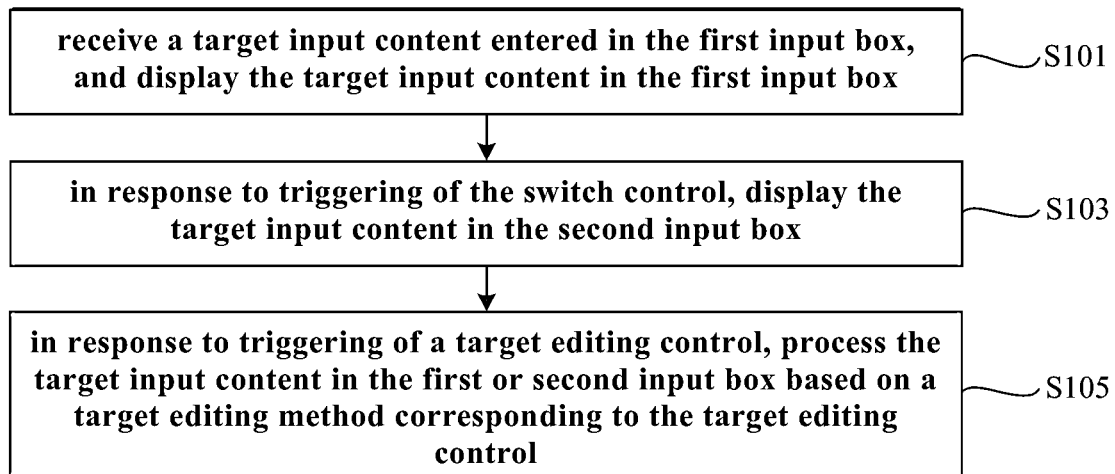 receive a target input content entered in the first input box,
and display the target input content in the first input box
S101
in response to triggering of the switch control, display the
target input content in the second input box
S103
in response to triggering of a target editing control, process the
target input content in the first or second input box based on a
target editing method corresponding to the target editing
control
S105